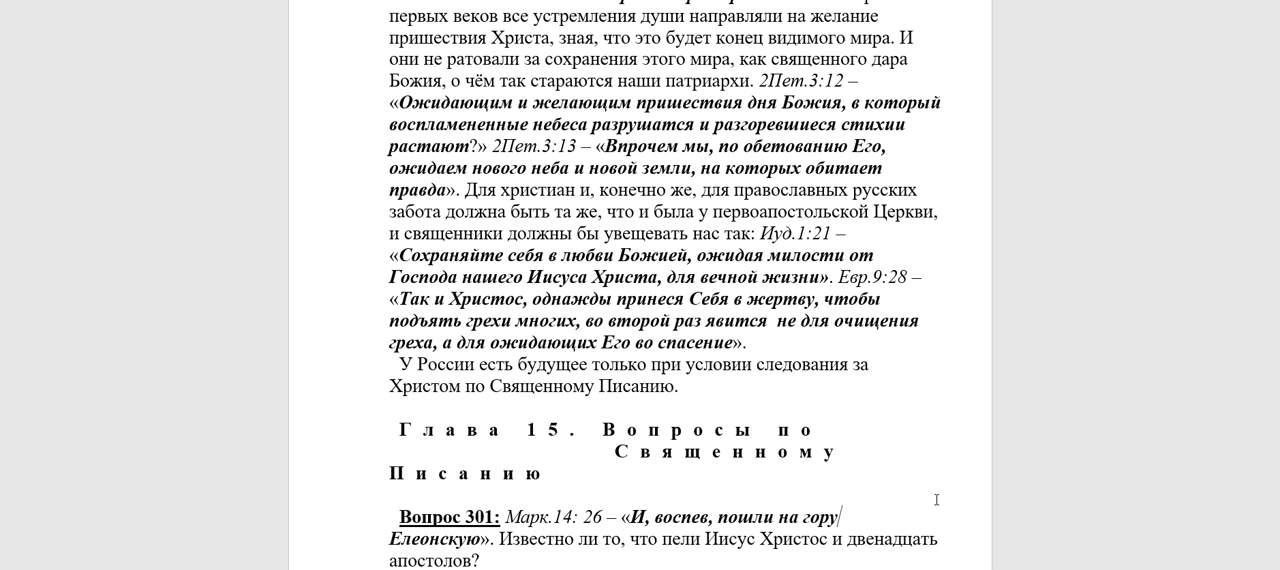 первых веков все устремления души направляли на желание
пришествия Христа, зная, что это будет конец видимого мира. И
они не ратовали за сохранения этого мира, как священного дара
Божия, о чём так стараются наши патриархи. 2Пет.3:12 –
«Ожидающим и желающим пришествия дня Божия, в который
воспламененные небеса разрушатся и разгоревшиеся стихии
растают?» 2Пет.3:13 – «Впрочем мы, по обетованию Его,
ожидаем нового неба и новой земли, на которых обитает
правда». Для христиан и, конечно же, для православных русских
забота должна быть та же, что и была у первоапостольской Церкви,
и священники должны бы увещевать нас так: Иуд.1:21 –
«Сохраняйте себя в любви Божией, ожидая милости от
Господа нашего Иисуса Христа, для вечной жизни». Евр.9:28 –
«Так и Христос, однажды принеся Себя в жертву, чтобы
подъять грехи многих, во второй раз явится  не для очищения
греха, а для ожидающих Его во спасение».
У России есть будущее только при условии следования за
Христом по Священному Писанию.
Глава 15. Вопросы по
Священному
Писанию
Вопрос 301: Марк.14: 26 – «И, воспев, пошли на гору
Елеонскую». Известно ли то, что пели Иисус Христос и двенадцать
апостолов?